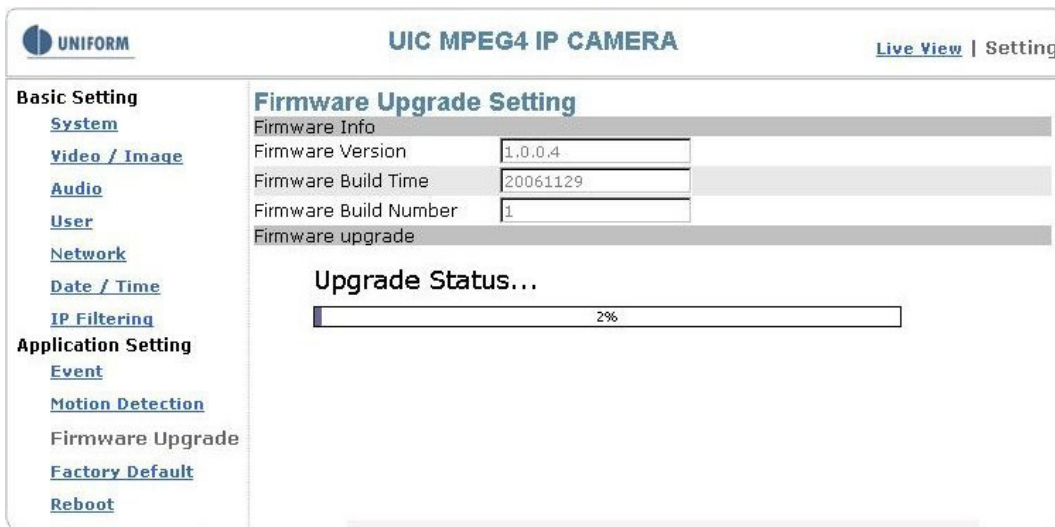 UNIFORM
UIC MPEG4 IP CAMERA
Live View | Setting
Basic Setting
System
Video / Image
Audio
User
Network
Date / Time
IP Filtering
Application Setting
Event
Motion Detection
Firmware Upgrade
Factory Default
Reboot
Firmware Upgrade Setting
Firmware Info
Firmware Version 1.0.0.4
Firmware Build Time 20061129
Firmware Build Number 1
Firmware upgrade
Upgrade Status...
2%